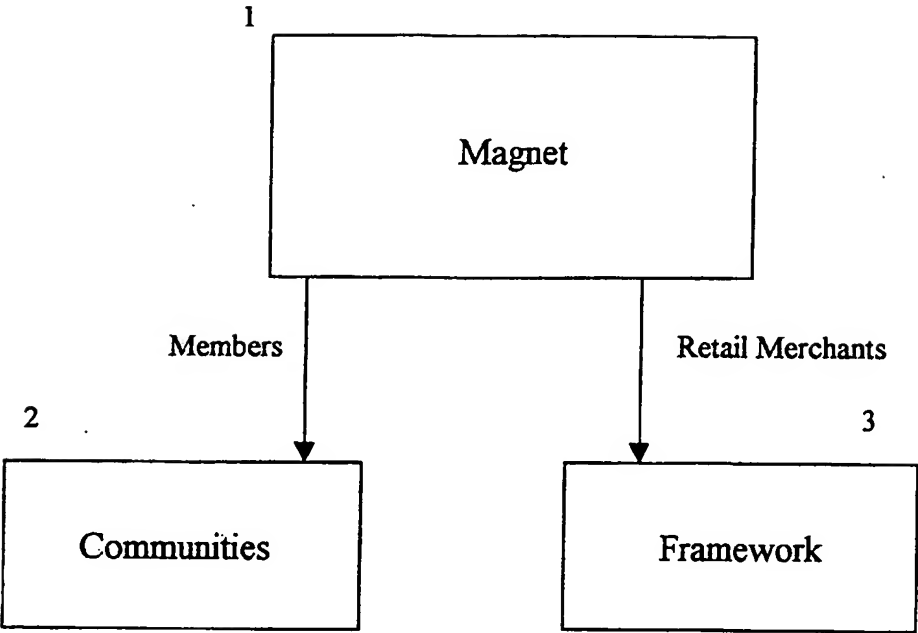 1
Magnet
Members
Retail Merchants
2
3
Communities
Framework